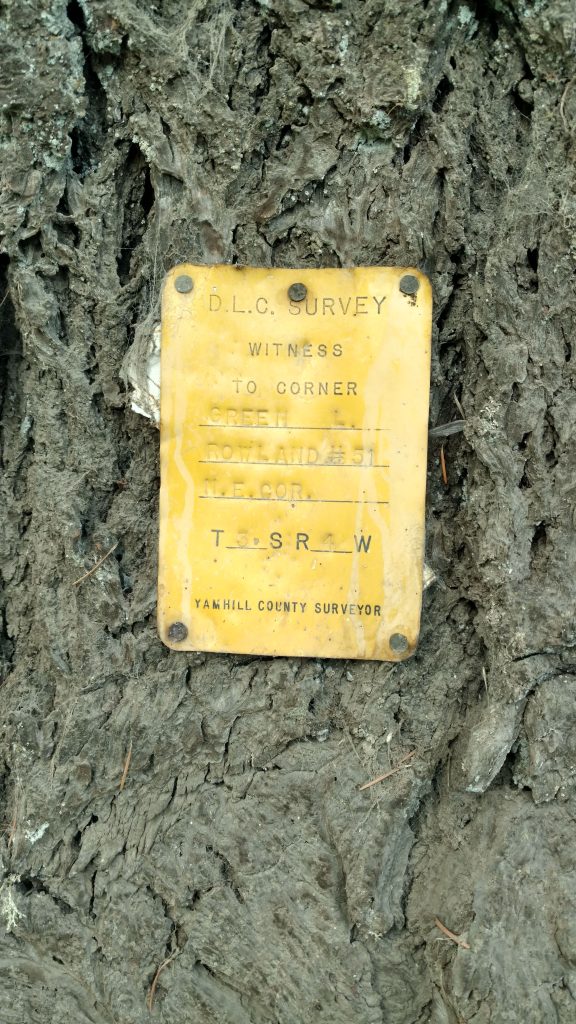 D.L.C. SURVEY
WITNESS
TO CORNER
GREEN L.
ROWLAND #51
N.E.COR.
T 3. S R 4 W
YAMHILL COUNTY SURVEYOR